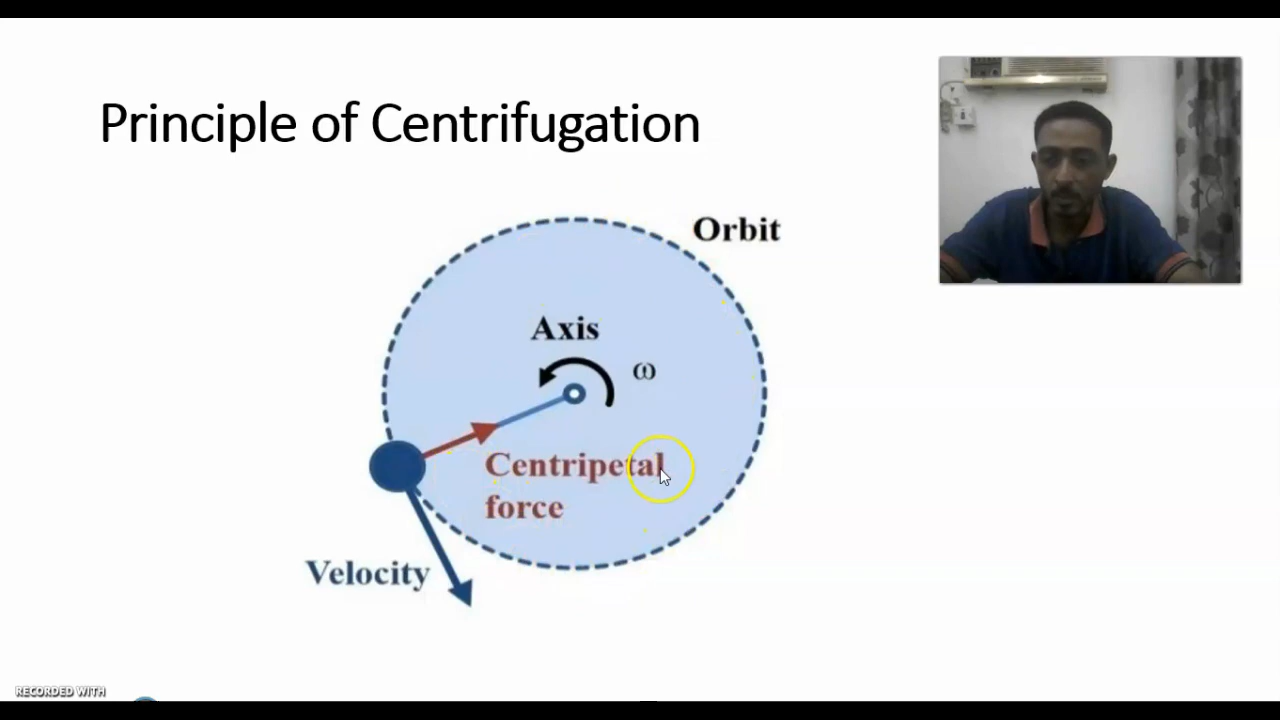 Principle of Centrifugation
Orbit
Axis
ω
Centripetal
force
Velocity
RECORDED WITH